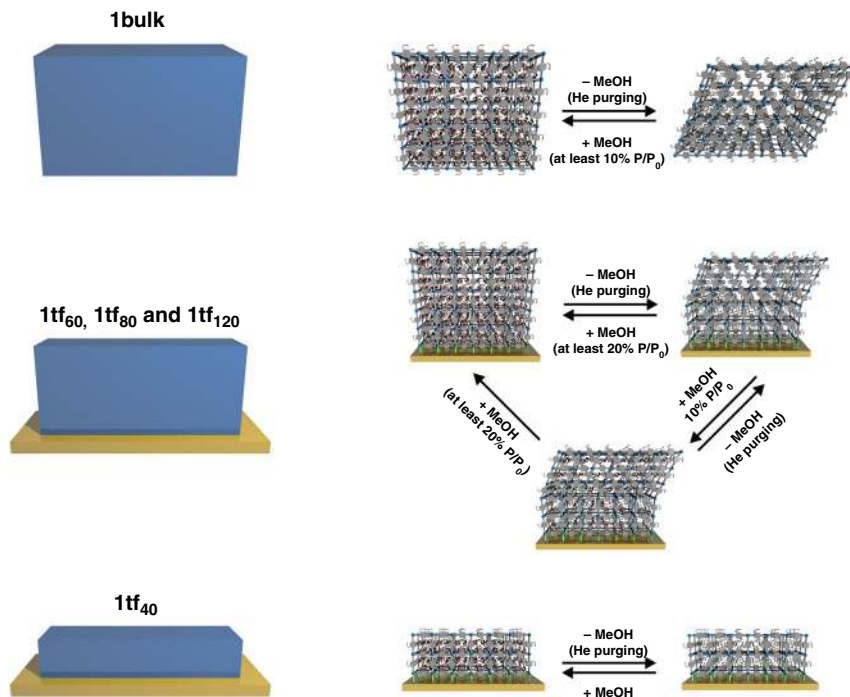 1bulk
– MeOH
(He purging)
+ MeOH
(at least 10% P/P₀)
1tf₆₀, 1tf₈₀ and 1tf₁₂₀
– MeOH
(He purging)
+ MeOH
(at least 20% P/P₀)
+ MeOH
(at least 20% P/P₀)
+ MeOH
10% P/P₀
– MeOH
(He purging)
1tf₄₀
– MeOH
(He purging)
+ MeOH